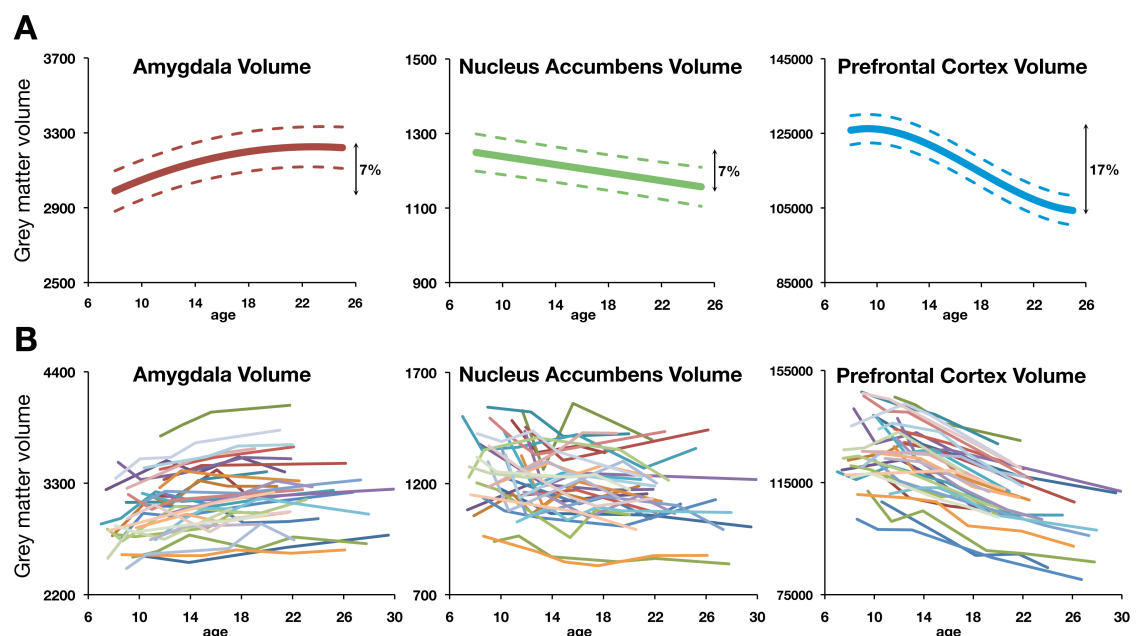 A
Grey matter volume
Amygdala Volume
3700
3300
2900
2500
7%
6 10 14 18 22 26
age
Nucleus Accumbens Volume
1500
1300
1100
900
7%
6 10 14 18 22 26
age
Prefrontal Cortex Volume
145000
125000
105000
85000
17%
6 10 14 18 22 26
age
B
Grey matter volume
Amygdala Volume
4400
3300
2200
6 10 14 18 22 26 30
age
Nucleus Accumbens Volume
1700
1200
700
6 10 14 18 22 26 30
age
Prefrontal Cortex Volume
155000
115000
75000
6 10 14 18 22 26 30
age